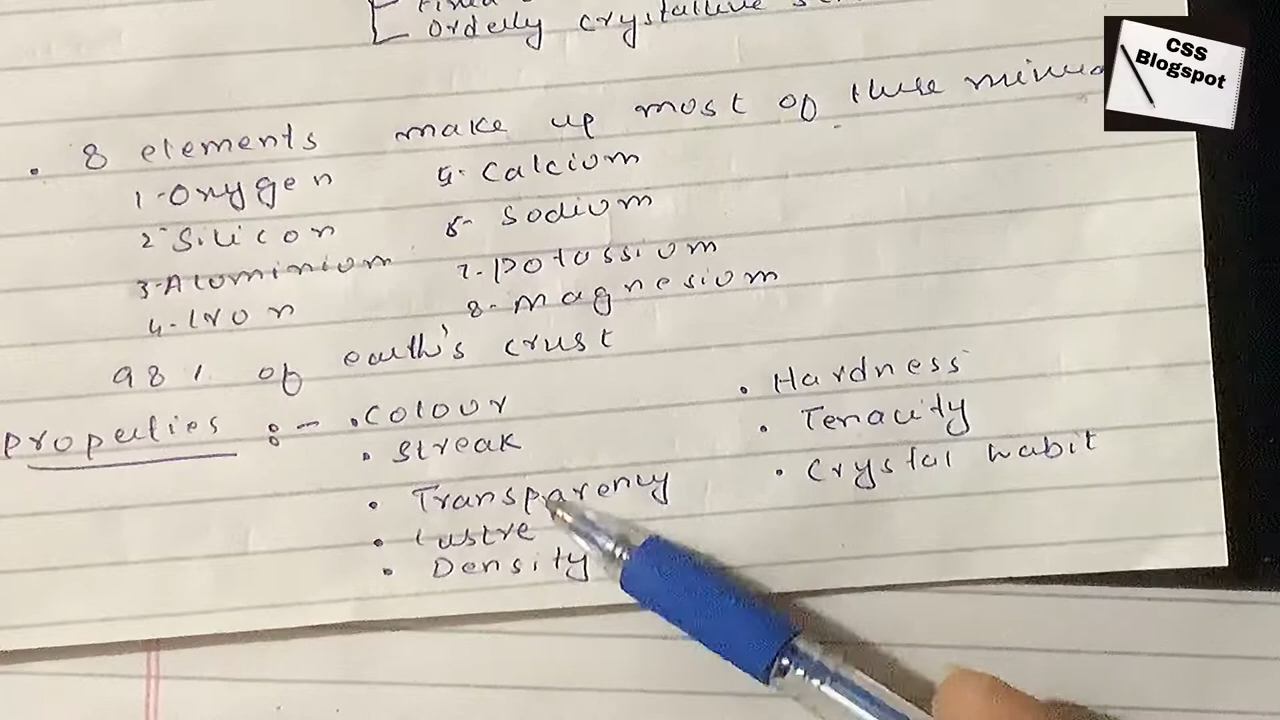 Orderly crystalline
CSS
Blogspot
. 8 elements make up most of these
1-Oxygen 5. Calcium
2-Silicon 6- Sodium
3-Aluminium 7-Potassium
4-Iron 8-Magnesium
98% of earth's crust
Properties :- .Colour . Hardness
. Streak . Tenacity
. Transparency . Crystal habit
. Lustre
. Density